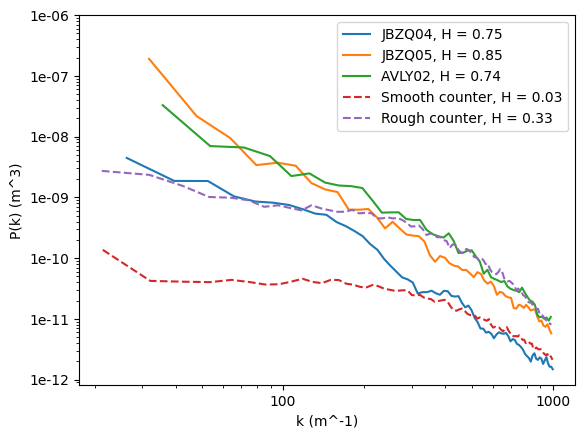 1e-06
1e-07
1e-08
1e-09
1e-10
1e-11
1e-12
P(k) (m^3)
JBZQ04, H = 0.75
JBZQ05, H = 0.85
AVLY02, H = 0.74
Smooth counter, H = 0.03
Rough counter, H = 0.33
100
1000
k (m^-1)